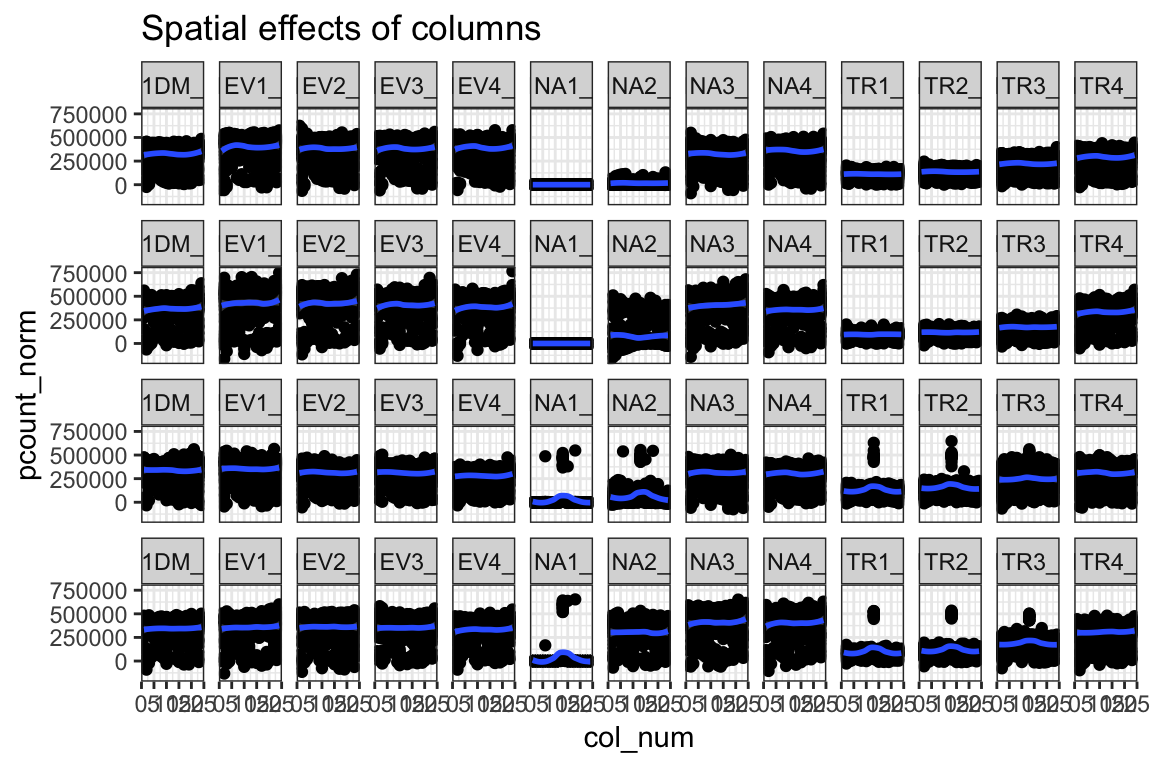 Spatial effects of columns
1DM_ EV1_ EV2_ EV3_ EV4_ NA1_ NA2_ NA3_ NA4_ TR1_ TR2_ TR3_ TR4_
750000
500000
250000
0
1DM_ EV1_ EV2_ EV3_ EV4_ NA1_ NA2_ NA3_ NA4_ TR1_ TR2_ TR3_ TR4_
750000
500000
250000
0
pcount_norm
1DM_ EV1_ EV2_ EV3_ EV4_ NA1_ NA2_ NA3_ NA4_ TR1_ TR2_ TR3_ TR4_
750000
500000
250000
0
1DM_ EV1_ EV2_ EV3_ EV4_ NA1_ NA2_ NA3_ NA4_ TR1_ TR2_ TR3_ TR4_
750000
500000
250000
0
col_num